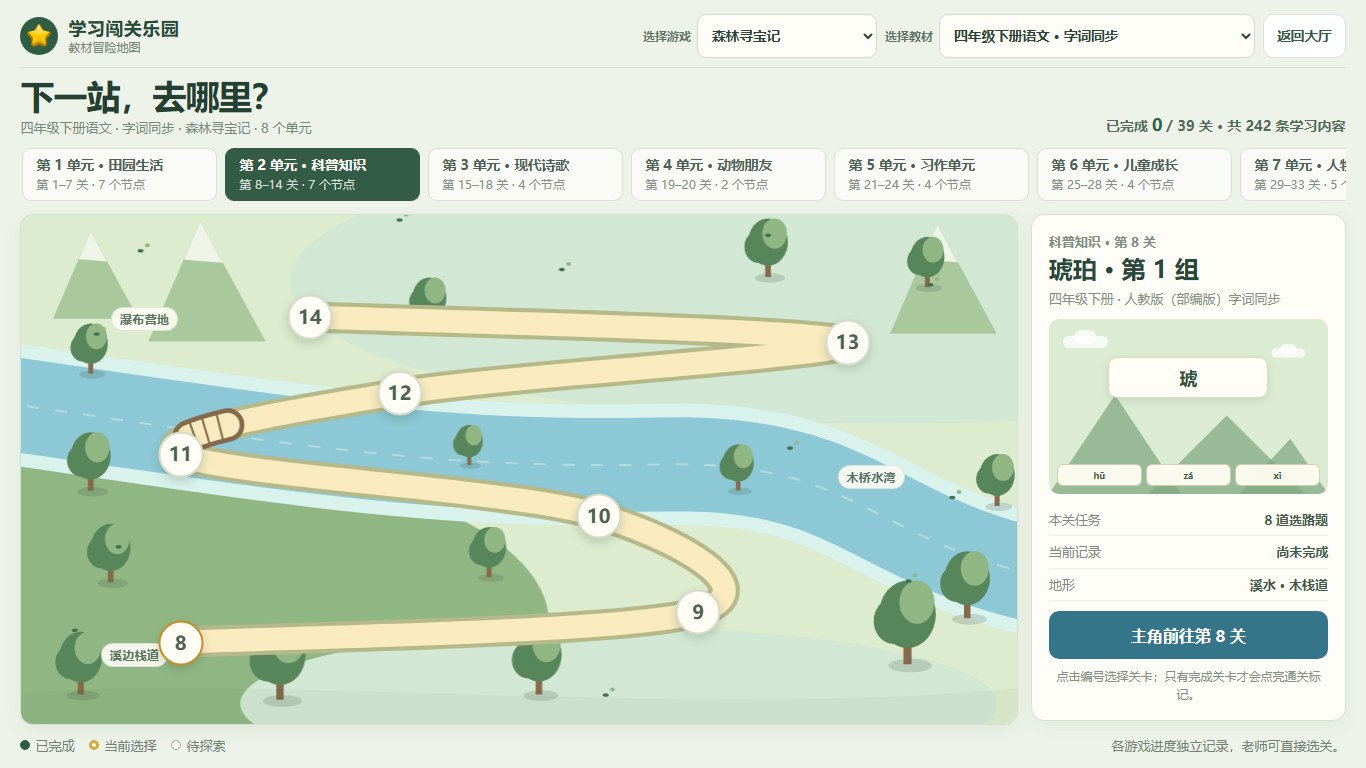 学习闯关乐园
教材冒险地图
选择游戏 森林寻宝记 选择教材 四年级下册语文 • 字词同步 返回大厅
下一站，去哪里？
四年级下册语文 · 字词同步 · 森林寻宝记 · 8 个单元
已完成 0 / 39 关 • 共 242 条学习内容
第 1 单元 • 田园生活
第 1–7 关 · 7 个节点
第 2 单元 • 科普知识
第 8–14 关 · 7 个节点
第 3 单元 • 现代诗歌
第 15–18 关 · 4 个节点
第 4 单元 • 动物朋友
第 19–20 关 · 2 个节点
第 5 单元 • 习作单元
第 21–24 关 · 4 个节点
第 6 单元 • 儿童成长
第 25–28 关 · 4 个节点
第 7 单元 • 人
第 29–33 关 · 5
瀑布营地
14
13
12
11
木桥水湾
10
9
溪边栈道
8
科普知识 • 第 8 关
琥珀 • 第 1 组
四年级下册 · 人教版（部编版）字词同步
琥
hū
zá
xī
本关任务 8 道选路题
当前记录 尚未完成
地形 溪水 • 木栈道
主角前往第 8 关
点击编号选择关卡；只有完成关卡才会点亮通关标
记。
已完成 当前选择 待探索
各游戏进度独立记录，老师可直接选关。